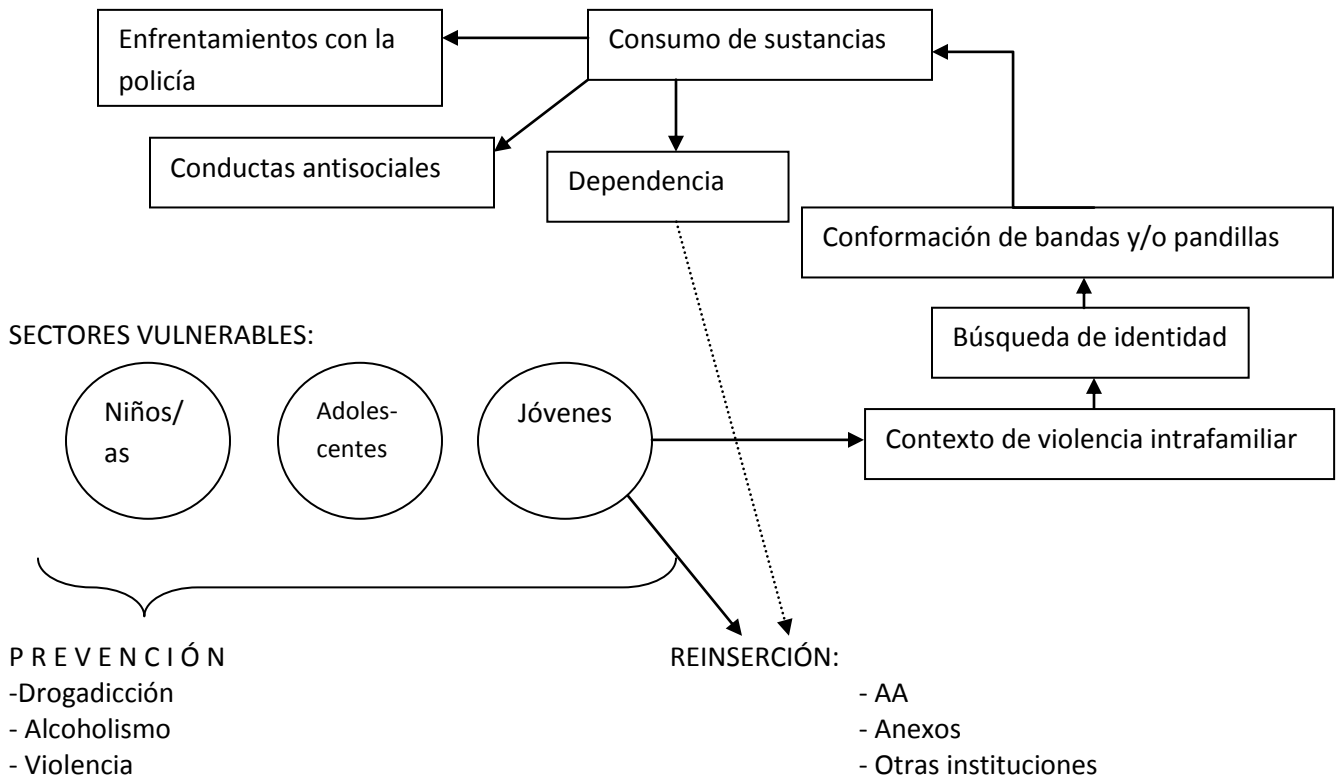 Enfrentamientos con la
policía
Consumo de sustancias
Conductas antisociales
Dependencia
Conformación de bandas y/o pandillas
SECTORES VULNERABLES:
Búsqueda de identidad
Niños/
as
Adoles-
centes
Jóvenes
Contexto de violencia intrafamiliar
P R E V E N C I Ó N
-Drogadicción
- Alcoholismo
- Violencia
REINSERCIÓN:
- AA
- Anexos
- Otras instituciones